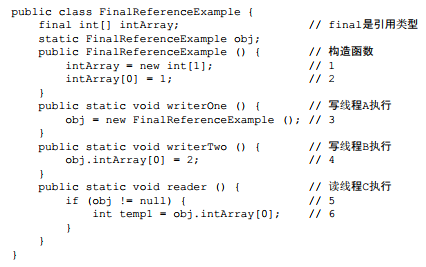 public class FinalReferenceExample {
    final int[] intArray;                    // final是引用类型
    static FinalReferenceExample obj;
    public FinalReferenceExample () {        // 构造函数
        intArray = new int[1];               // 1
        intArray[0] = 1;                     // 2
    }
    public static void writerOne () {        // 写线程A执行
        obj = new FinalReferenceExample ();  // 3
    }
    public static void writerTwo () {        // 写线程B执行
        obj.intArray[0] = 2;                 // 4
    }
    public static void reader () {           // 读线程C执行
        if (obj != null) {                   // 5
            int temp1 = obj.intArray[0];     // 6
        }
    }
}